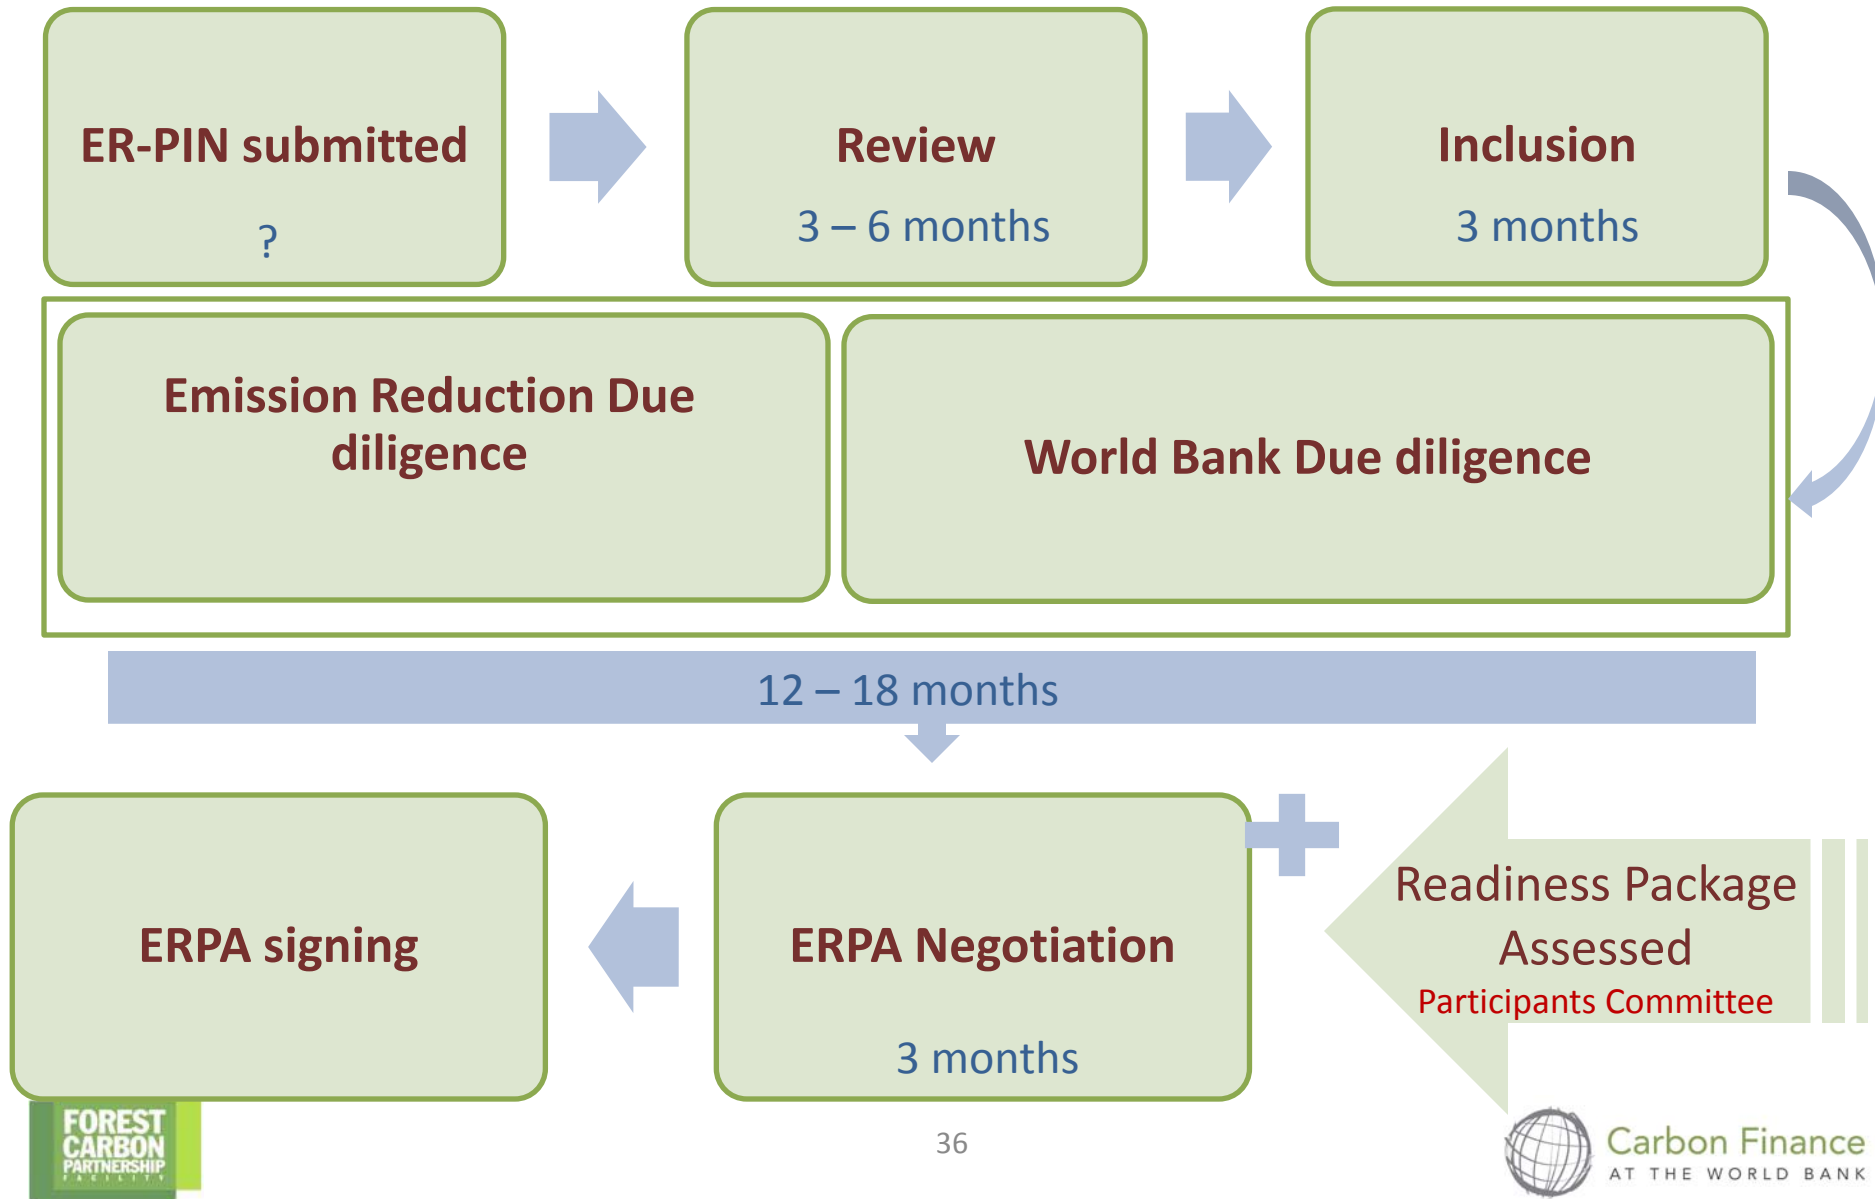 ER-PIN submitted
?
Review
3 – 6 months
Inclusion
3 months
Emission Reduction Due
diligence
World Bank Due diligence
12 – 18 months
ERPA signing
ERPA Negotiation
3 months
Readiness Package
Assessed
Participants Committee
FOREST
CARBON
PARTNERSHIP
FACILITY
36
Carbon Finance
AT THE WORLD BANK